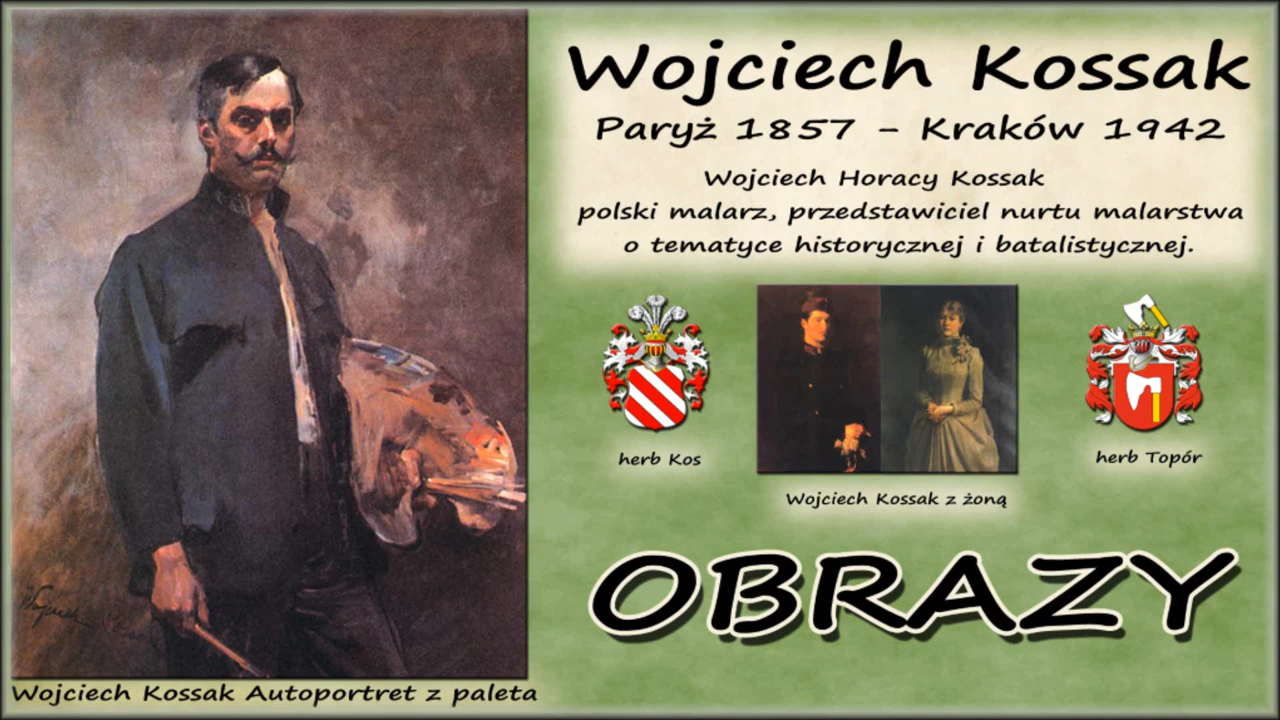 Wojciech Kossak
Paryż 1857 - Kraków 1942
Wojciech Horacy Kossak
polski malarz, przedstawiciel nurtu malarstwa
o tematyce historycznej i batalistycznej.
herb Kos
Wojciech Kossak z żoną
herb Topór
OBRAZY
Wojciech Kossak Autoportret z paleta